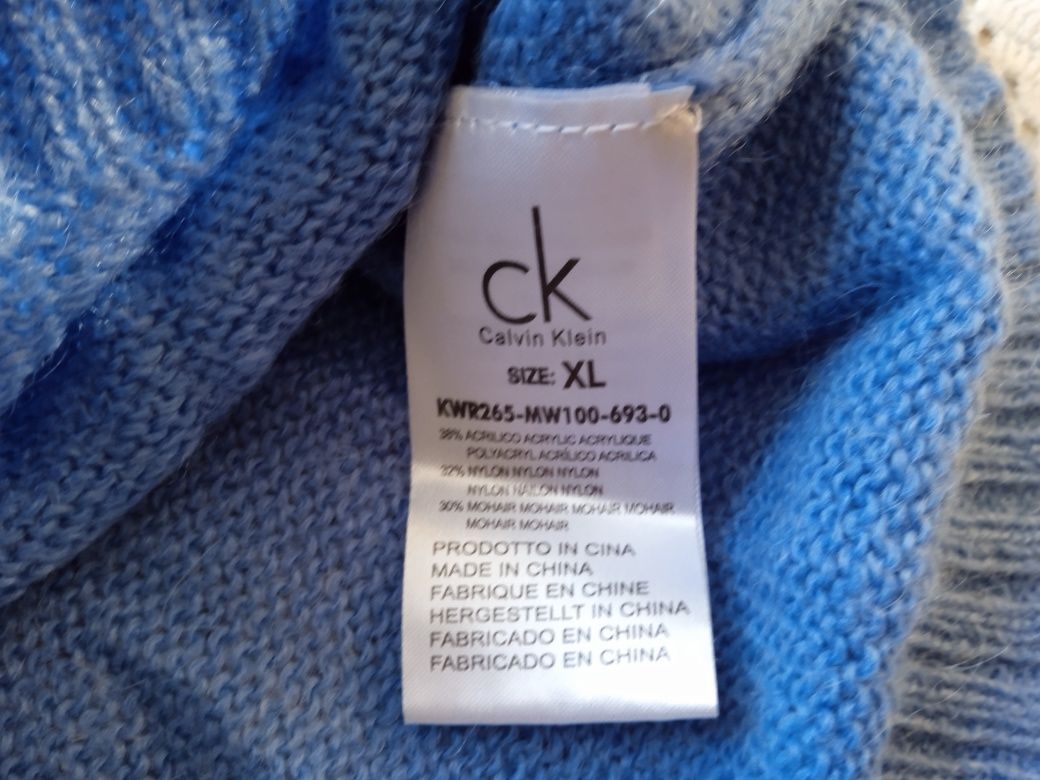 ck
Calvin Klein
SIZE: XL
KWR265-MW100-693-0
38% ACRILICO ACRYLIC ACRYLIQUE
POLYACRYL ACRÍLICO ACRILICA
32% NYLON NYLON NYLON
NYLON NAILON NYLON
30% MOHAIR MOHAIR MOHAIR MOHAIR
MOHAIR MOHAIR
PRODOTTO IN CINA
MADE IN CHINA
FABRIQUE EN CHINE
HERGESTELLT IN CHINA
FABRICADO EN CHINA
FABRICADO EN CHINA